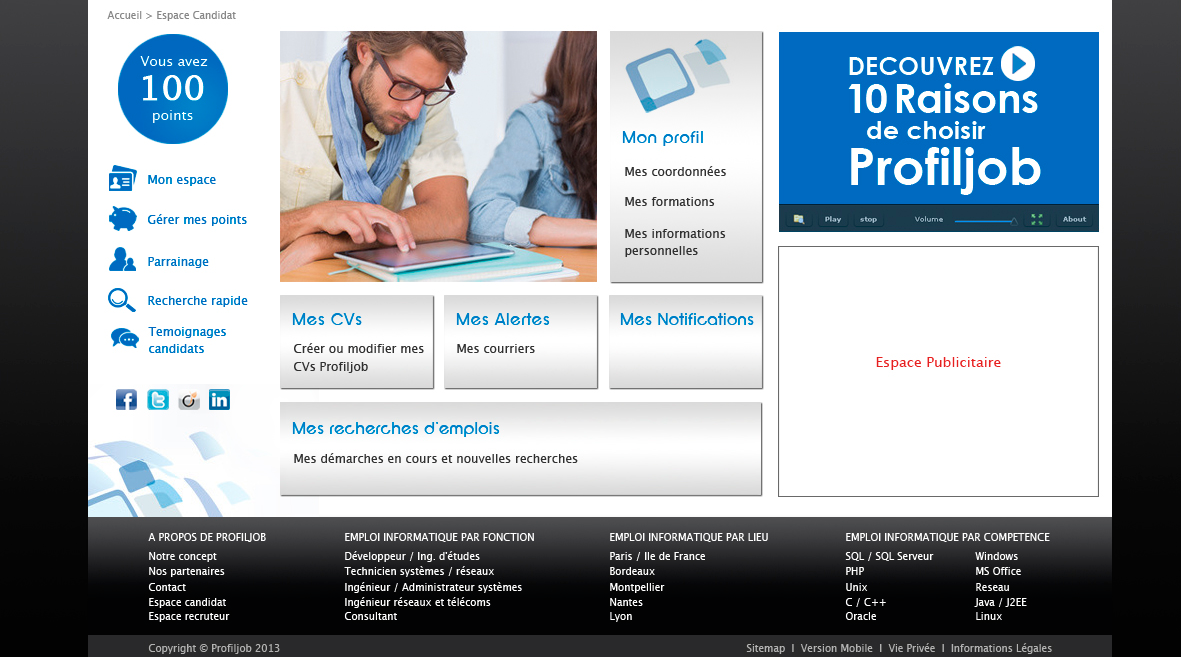 Accueil > Espace Candidat
Vous avez
100
points
Mon espace
Gérer mes points
Parrainage
Recherche rapide
Temoignages
candidats
Mon profil
Mes coordonnées
Mes formations
Mes informations
personnelles
DECOUVREZ
10 Raisons
de choisir
Profiljob
Play stop Volume About
Mes CVs
Créer ou modifier mes
CVs Profiljob
Mes Alertes
Mes courriers
Mes Notifications
Espace Publicitaire
Mes recherches d'emplois
Mes démarches en cours et nouvelles recherches
A PROPOS DE PROFILJOB
Notre concept
Nos partenaires
Contact
Espace candidat
Espace recruteur
EMPLOI INFORMATIQUE PAR FONCTION
Développeur / Ing. d'études
Technicien systèmes / réseaux
Ingénieur / Administrateur systèmes
Ingénieur réseaux et télécoms
Consultant
EMPLOI INFORMATIQUE PAR LIEU
Paris / Ile de France
Bordeaux
Montpellier
Nantes
Lyon
EMPLOI INFORMATIQUE PAR COMPETENCE
SQL / SQL Serveur
PHP
Unix
C / C++
Oracle
Windows
MS Office
Reseau
Java / J2EE
Linux
Copyright © Profiljob 2013
Sitemap I Version Mobile I Vie Privée I Informations Légales